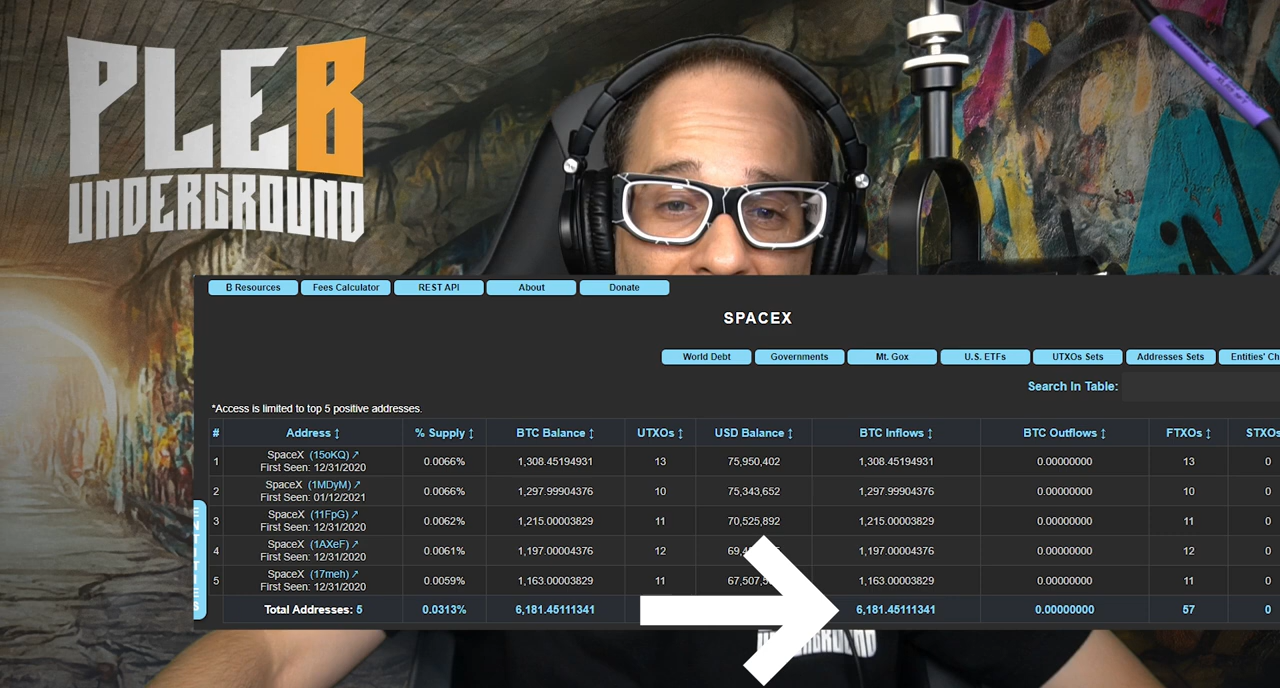 PLEB
UNDERGROUND
B Resources Fees Calculator REST API About Donate
SPACEX
World Debt Governments Mt. Gox U.S. ETFs UTXOs Sets Addresses Sets Entities' Ch
Search In Table:
*Access is limited to top 5 positive addresses.
# Address ↕ % Supply ↕ BTC Balance ↕ UTXOs ↕ USD Balance ↕ BTC Inflows ↕ BTC Outflows ↕ FTXOs ↕ STXOs
1 SpaceX (15oKQ) ↗ 0.0066% 1,308.45194931 13 75,950,402 1,308.45194931 0.00000000 13 0
First Seen: 12/31/2020
2 SpaceX (1MDyM) ↗ 0.0066% 1,297.99904376 10 75,343,652 1,297.99904376 0.00000000 10 0
First Seen: 01/12/2021
3 SpaceX (11FpG) ↗ 0.0062% 1,215.00003829 11 70,525,892 1,215.00003829 0.00000000 11 0
First Seen: 12/31/2020
4 SpaceX (1AXeF) ↗ 0.0061% 1,197.00004376 12 1,197.00004376 0.00000000 12 0
First Seen: 12/31/2020
5 SpaceX (17meh) ↗ 0.0059% 1,163.00003829 11 1,163.00003829 0.00000000 11 0
First Seen: 12/31/2020
Total Addresses: 5 0.0313% 6,181.45111341 6,181.45111341 0.00000000 57 0
ENTITIES